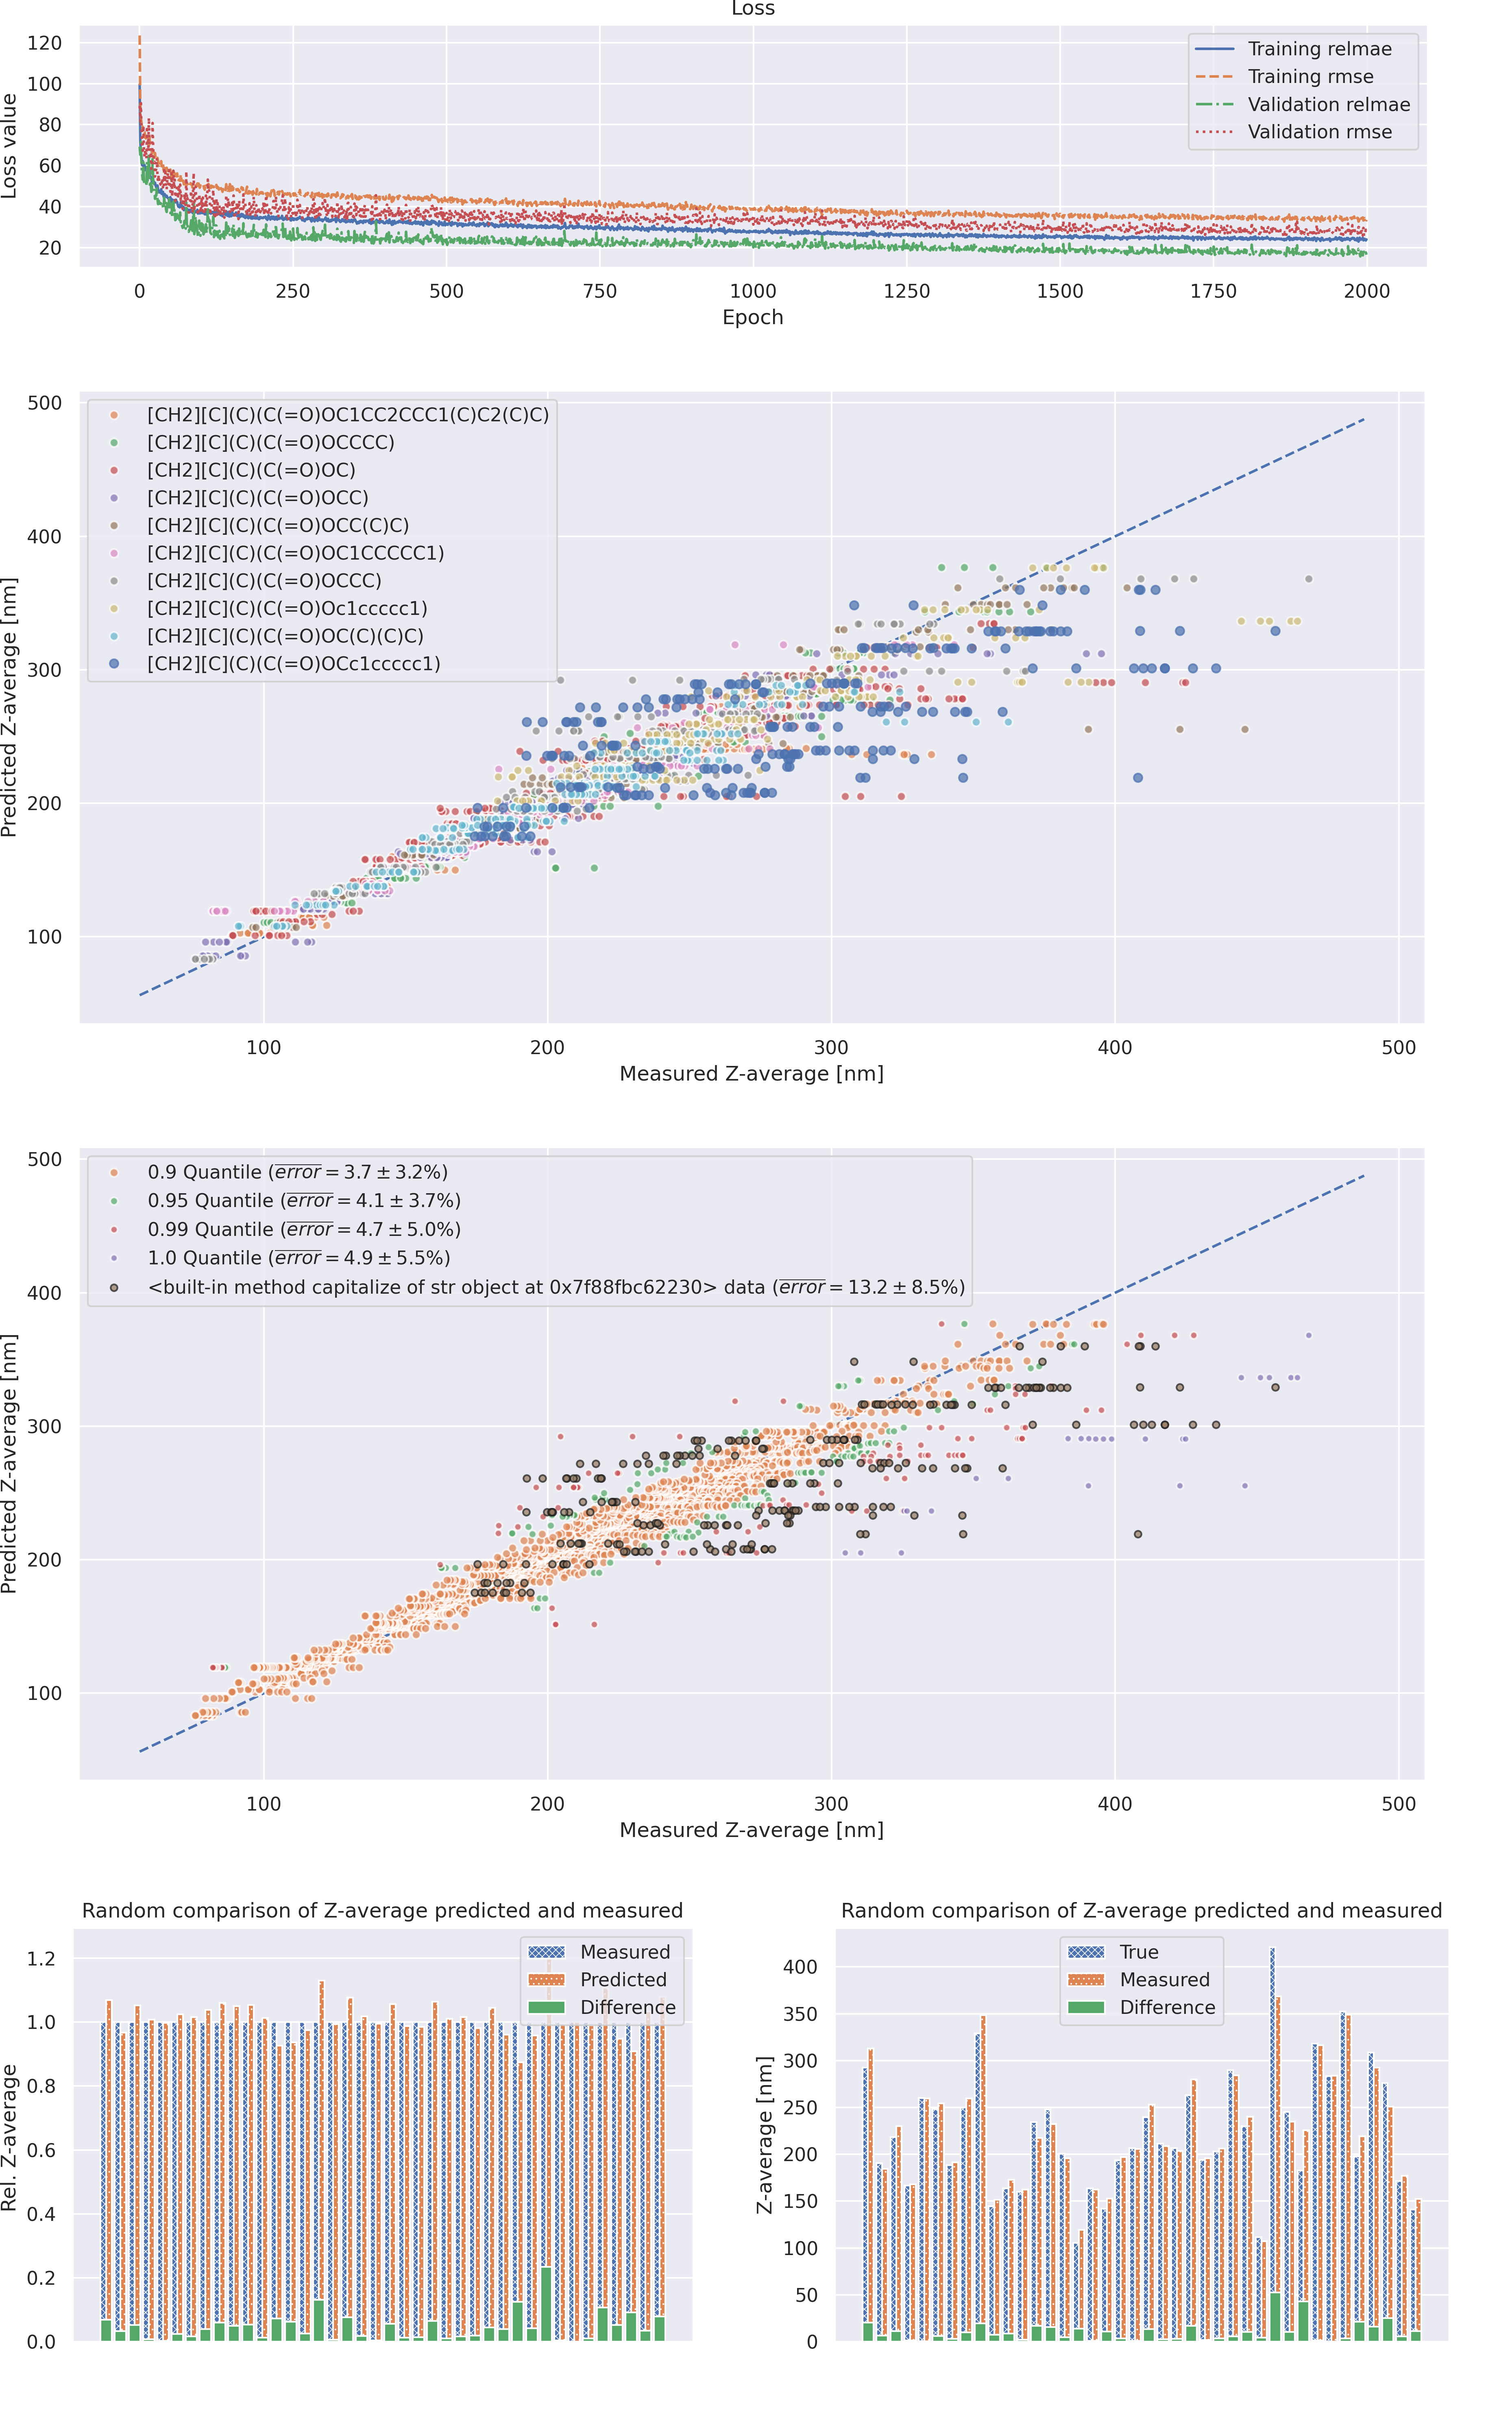 Loss
Loss value
120
100
80
60
40
20
Training relmae
Training rmse
Validation relmae
Validation rmse
0 250 500 750 1000 1250 1500 1750 2000
Epoch
Predicted Z-average [nm]
500
400
300
200
100
[CH2][C](C)(C(=O)OC1CC2CCC1(C)C2(C)C)
[CH2][C](C)(C(=O)OCCCC)
[CH2][C](C)(C(=O)OC)
[CH2][C](C)(C(=O)OCC)
[CH2][C](C)(C(=O)OCC(C)C)
[CH2][C](C)(C(=O)OC1CCCCC1)
[CH2][C](C)(C(=O)OCCC)
[CH2][C](C)(C(=O)Oc1ccccc1)
[CH2][C](C)(C(=O)OC(C)(C)C)
[CH2][C](C)(C(=O)OCc1ccccc1)
100 200 300 400 500
Measured Z-average [nm]
Predicted Z-average [nm]
500
400
300
200
100
0.9 Quantile (error = 3.7 ± 3.2%)
0.95 Quantile (error = 4.1 ± 3.7%)
0.99 Quantile (error = 4.7 ± 5.0%)
1.0 Quantile (error = 4.9 ± 5.5%)
<built-in method capitalize of str object at 0x7f88fbc62230> data (error = 13.2 ± 8.5%)
100 200 300 400 500
Measured Z-average [nm]
Random comparison of Z-average predicted and measured
Rel. Z-average
1.2
1.0
0.8
0.6
0.4
0.2
0.0
Measured
Predicted
Difference
Random comparison of Z-average predicted and measured
Z-average [nm]
400
350
300
250
200
150
100
50
0
True
Measured
Difference